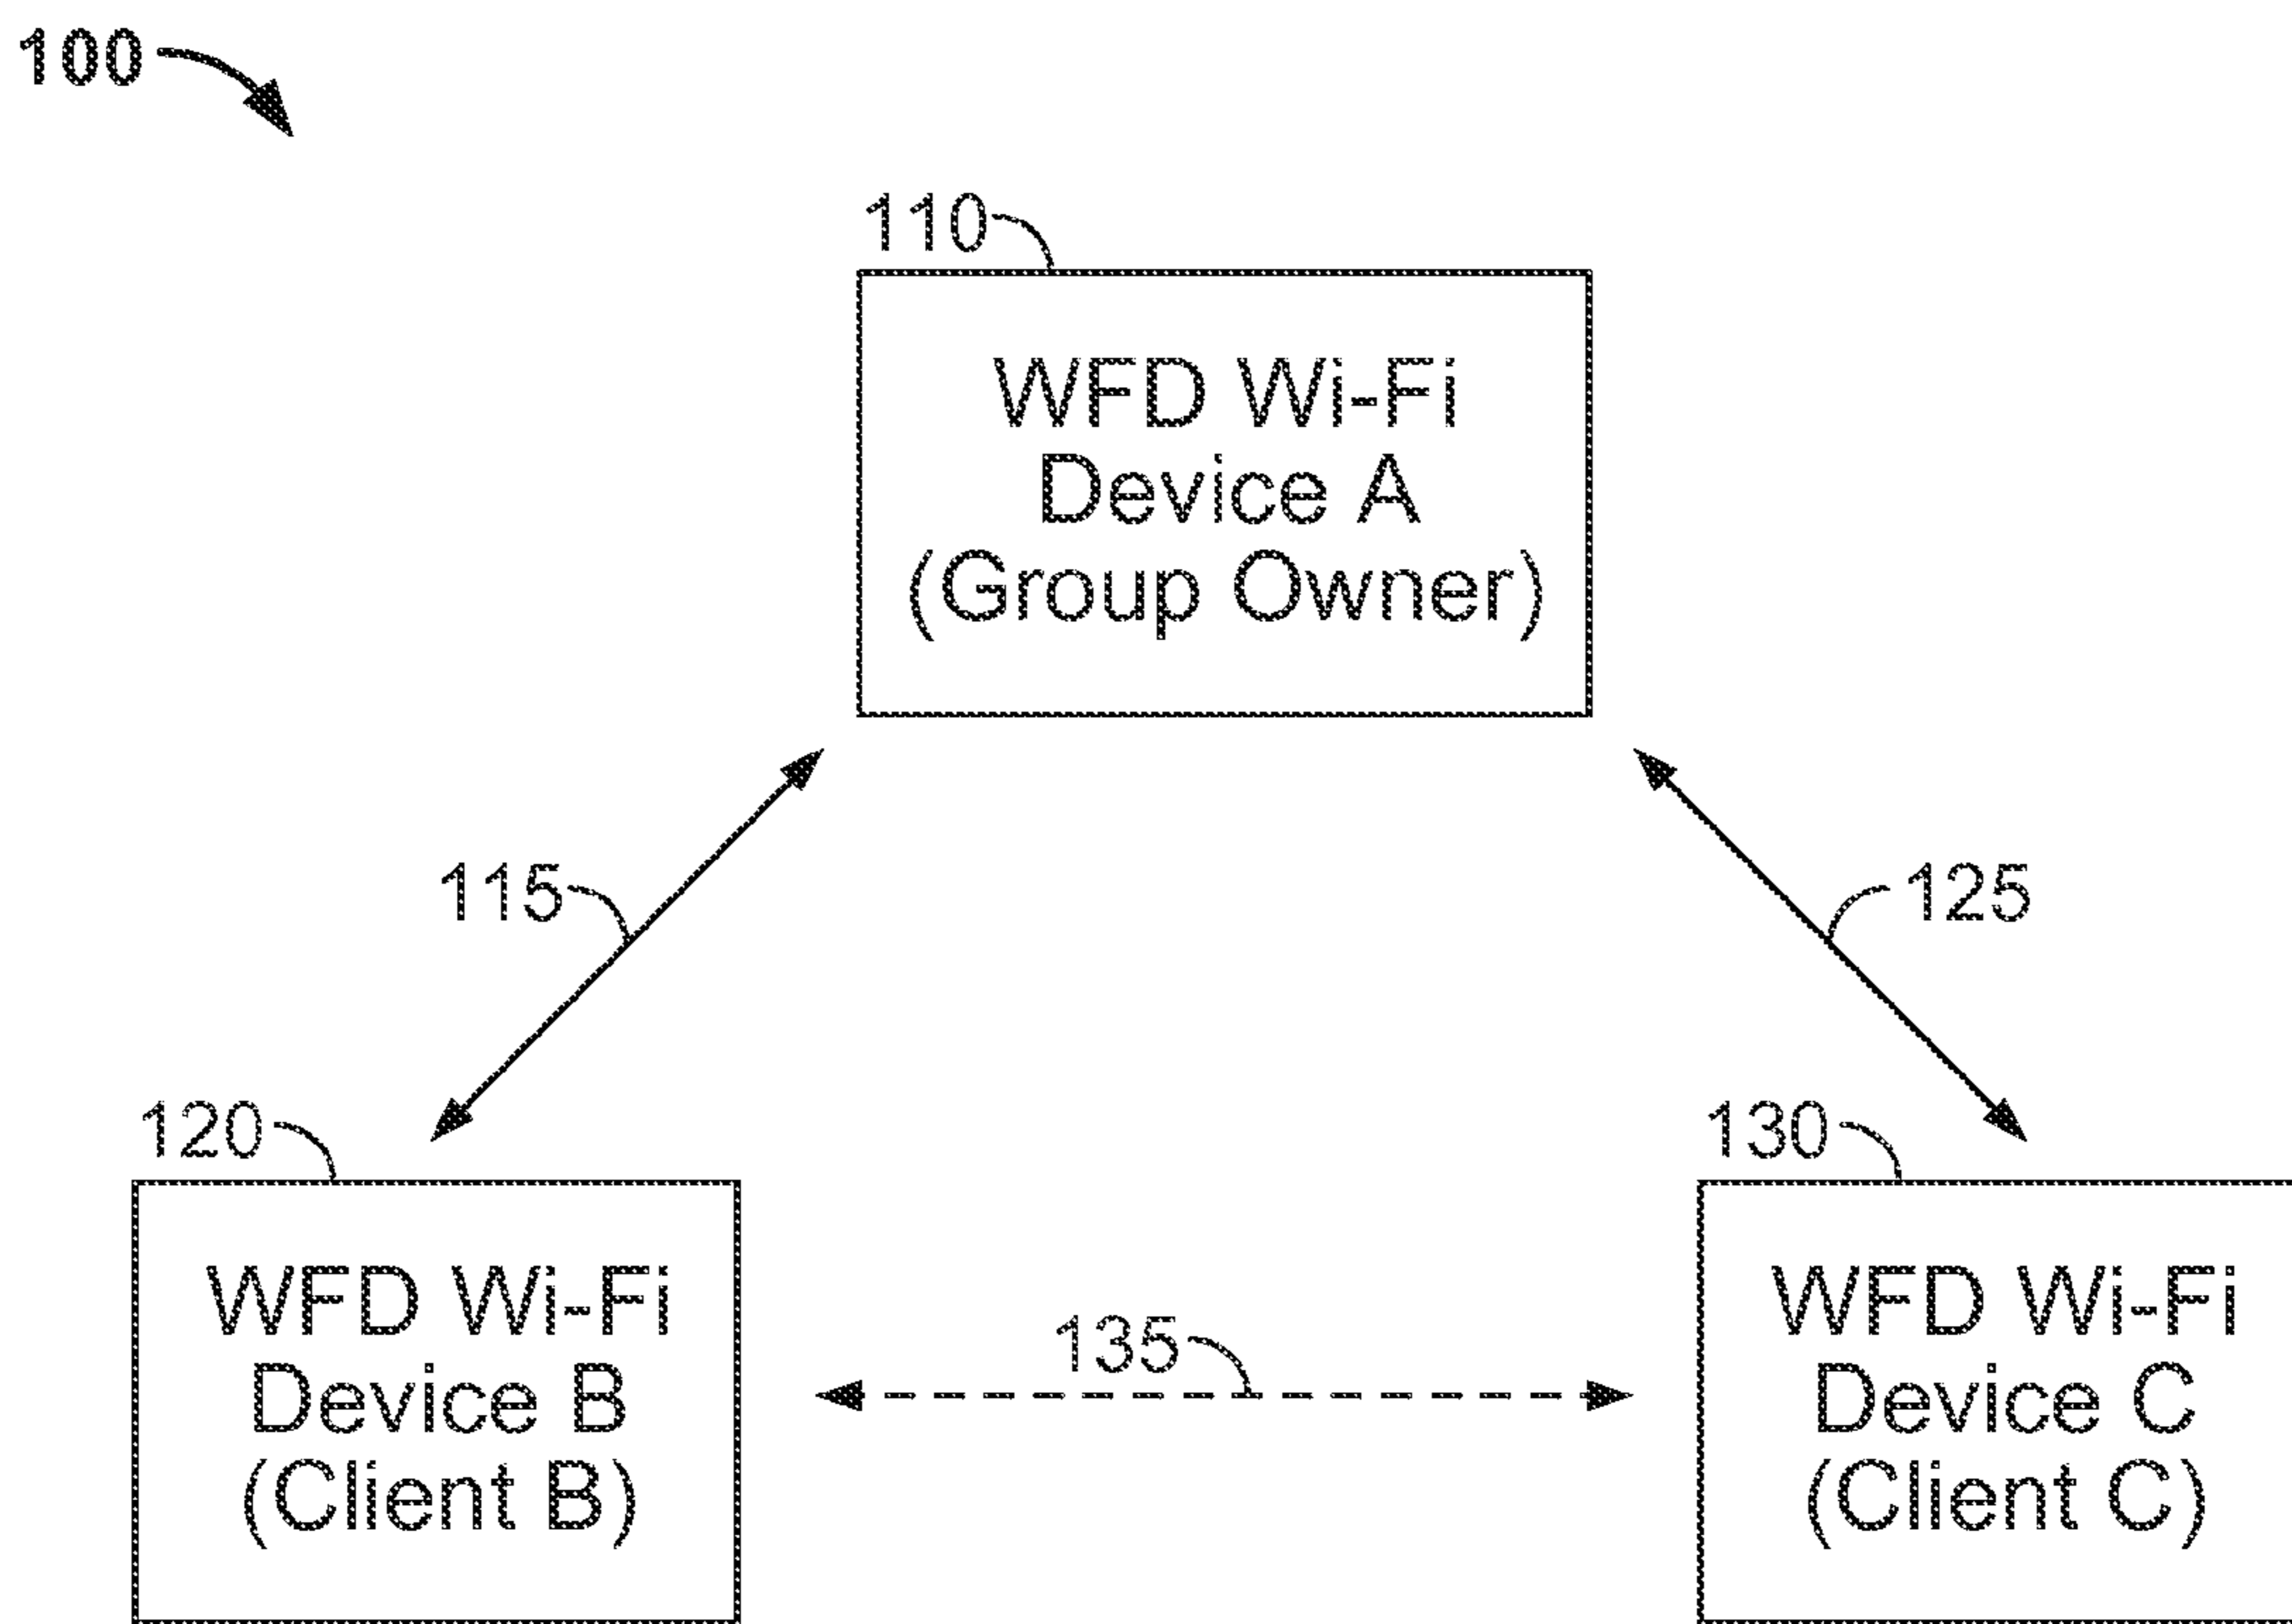 100
110
WFD Wi-Fi
Device A
(Group Owner)
115
125
120
130
WFD Wi-Fi
Device B
(Client B)
135
WFD Wi-Fi
Device C
(Client C)